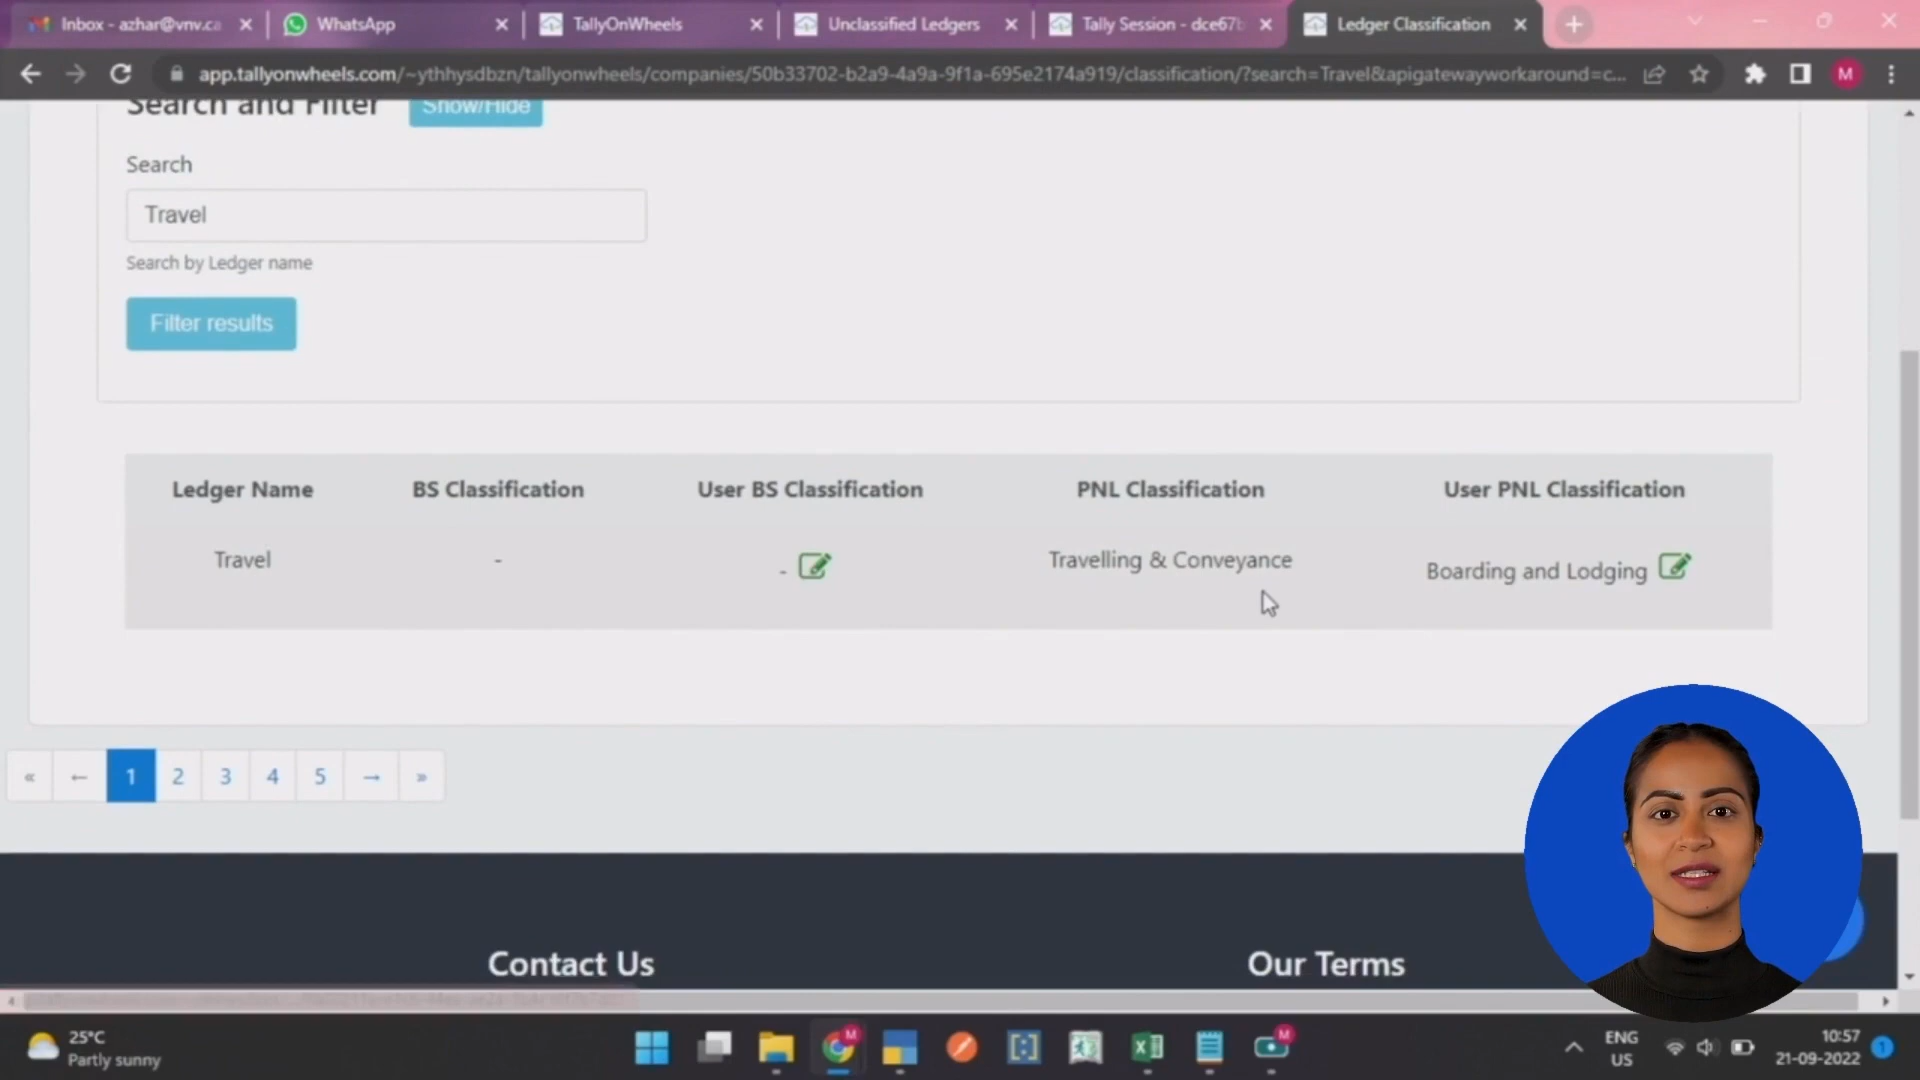 Inbox - azhar@vnv.ca
WhatsApp
TallyOnWheels
Unclassified Ledgers
Tally Session - dce67b
Ledger Classification
app.tallyonwheels.com/~ythhysdbzn/tallyonwheels/companies/50b33702-b2a9-4a9a-9f1a-695e2174a919/classification/?search=Travel&apigatewayworkaround=c...
M
Search and Filter
Show/Hide
Search
Travel
Search by Ledger name
Filter results
Ledger Name BS Classification User BS Classification PNL Classification User PNL Classification
Travel - - Travelling & Conveyance Boarding and Lodging
« ← 1 2 3 4 5 → »
Contact Us
Our Terms
25°C
Partly sunny
M
M
ENG
US
10:57
21-09-2022
1